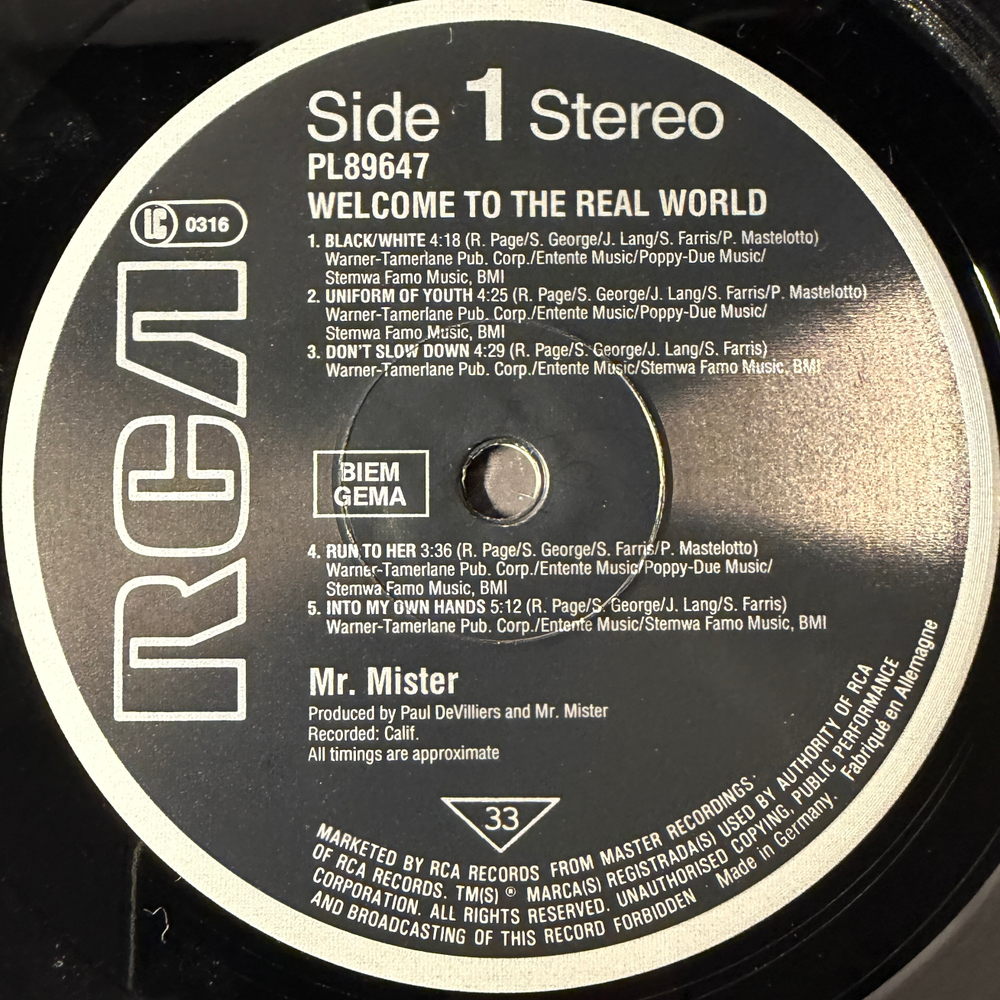 Side 1 Stereo
PL89647
WELCOME TO THE REAL WORLD
LC 0316
1. BLACK/WHITE 4:18 (R. Page/S. George/J. Lang/S. Farris/P. Mastelotto)
Warner-Tamerlane Pub. Corp./Entente Music/Poppy-Due Music/
Stemwa Famo Music, BMI
2. UNIFORM OF YOUTH 4:25 (R. Page/S. George/J. Lang/S. Farris/P. Mastelotto)
Warner-Tamerlane Pub. Corp./Entente Music/Poppy-Due Music/
Stemwa Famo Music, BMI
3. DON'T SLOW DOWN 4:29 (R. Page/S. George/J. Lang/S. Farris)
Warner-Tamerlane Pub. Corp./Entente Music/Stemwa Famo Music, BMI
RCA
BIEM
GEMA
4. RUN TO HER 3:36 (R. Page/S. George/S. Farris/P. Mastelotto)
Warner-Tamerlane Pub. Corp./Entente Music/Poppy-Due Music/
Stemwa Famo Music, BMI
5. INTO MY OWN HANDS 5:12 (R. Page/S. George/J. Lang/S. Farris)
Warner-Tamerlane Pub. Corp./Entente Music/Stemwa Famo Music, BMI
Mr. Mister
Produced by Paul DeVilliers and Mr. Mister
Recorded: Calif.
All timings are approximate
33
MARKETED BY RCA RECORDS FROM MASTER RECORDINGS
OF RCA RECORDS. TM(S) ® MARCA(S) REGISTRADA(S) USED BY AUTHORITY OF RCA
CORPORATION. ALL RIGHTS RESERVED. UNAUTHORISED COPYING, PUBLIC PERFORMANCE
AND BROADCASTING OF THIS RECORD FORBIDDEN Made in Germany. Fabriqué en Allemagne